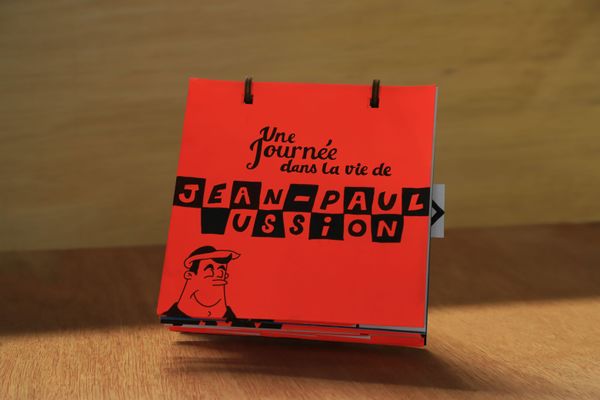 Une
Journée
dans la vie de
JEAN-PAUL
USSiON